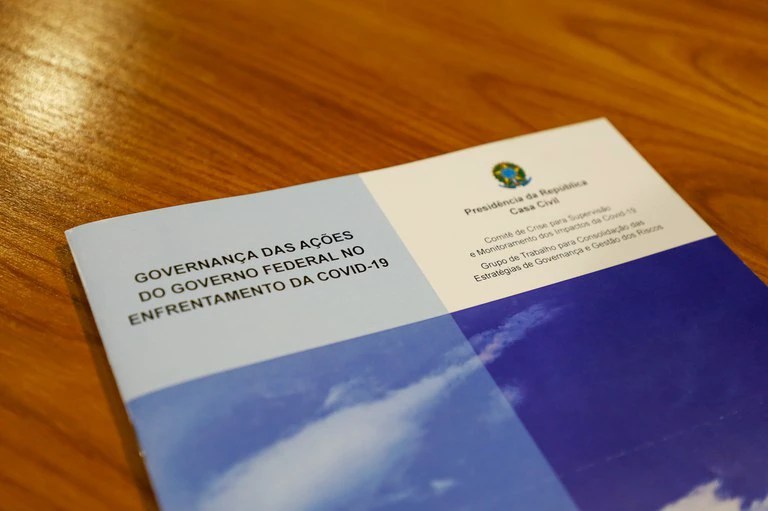 GOVERNANÇA DAS AÇÕES
DO GOVERNO FEDERAL NO
ENFRENTAMENTO DA COVID-19
Presidência da República
Casa Civil
Comitê de Crise para Supervisão
e Monitoramento dos Impactos da Covid-19
Grupo de Trabalho para Consolidação das
Estratégias de Governança e Gestão dos Riscos